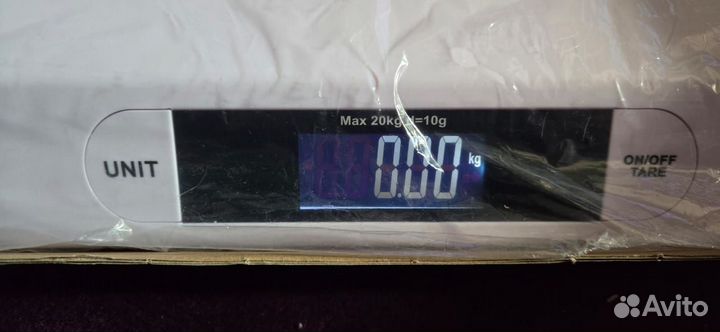 Max 20kg d=10g
UNIT
0.00 kg
ON/OFF
TARE
Avito